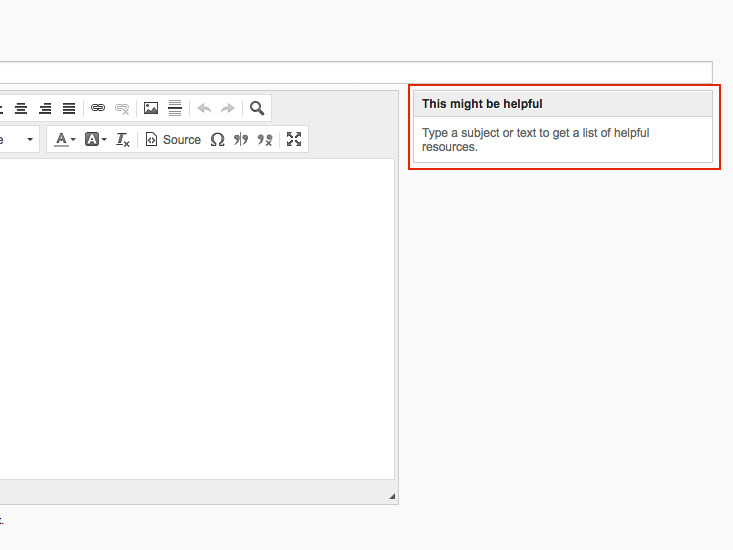 This might be helpful
e
Source
Type a subject or text to get a list of helpful
resources.
t.